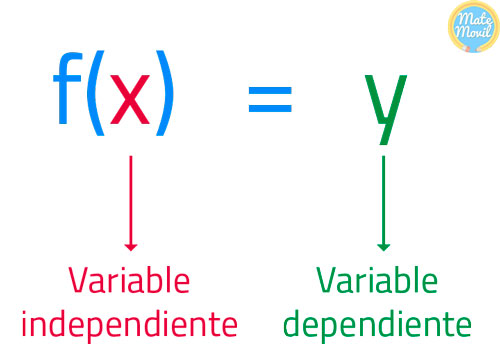 Mate
Movil
f(x) = y
Variable
independiente
Variable
dependiente